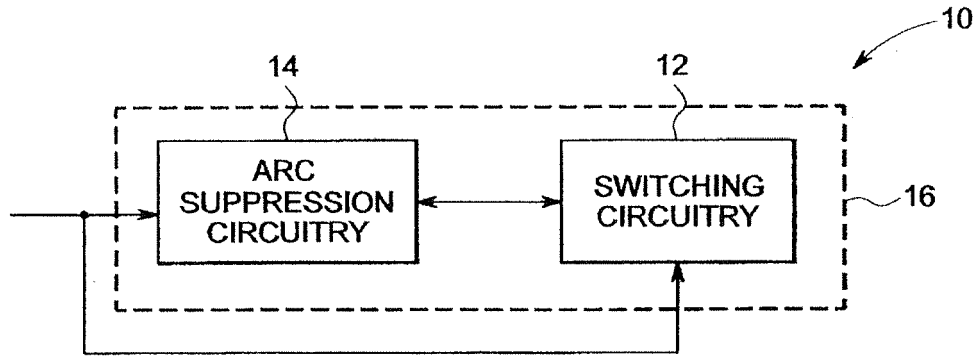 10
14
12
ARC
SUPPRESSION
CIRCUITRY
SWITCHING
CIRCUITRY
16